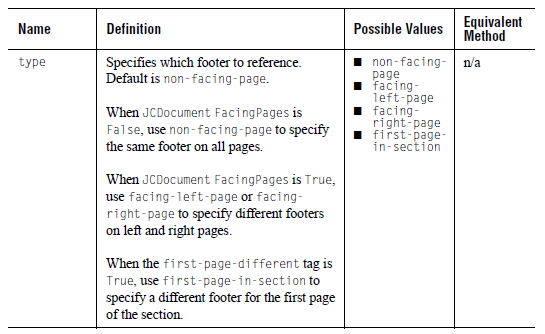 Name
Definition
Possible Values
Equivalent
Method
type
Specifies which footer to reference.
Default is non-facing-page.
When JCDocument FacingPages is
False, use non-facing-page to specify
the same footer on all pages.
When JCDocument FacingPages is True,
use facing-left-page or facing-
right-page to specify different footers
on left and right pages.
When the first-page-different tag is
True, use first-page-in-section to
specify a different footer for the first page
of the section.
■ non-facing-
page
■ facing-
left-page
■ facing-
right-page
■ first-page-
in-section
n/a